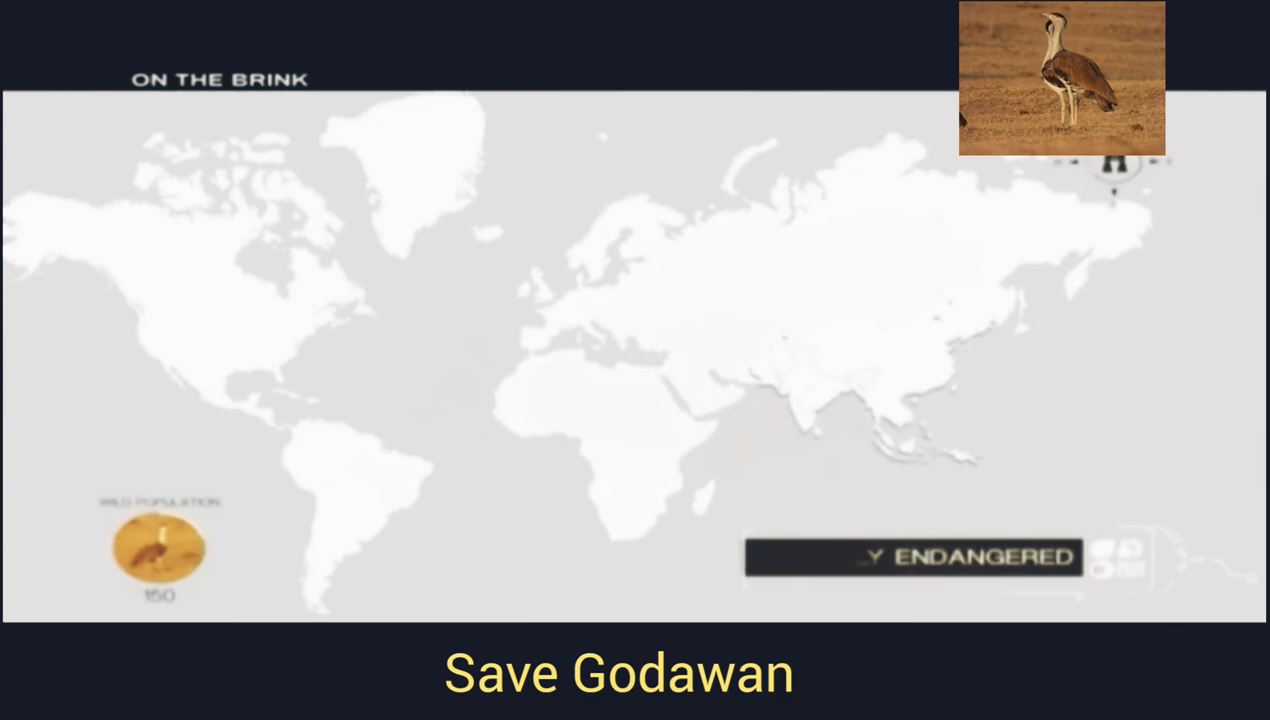 ON THE BRINK
WILD POPULATION
150
Y ENDANGERED
Save Godawan